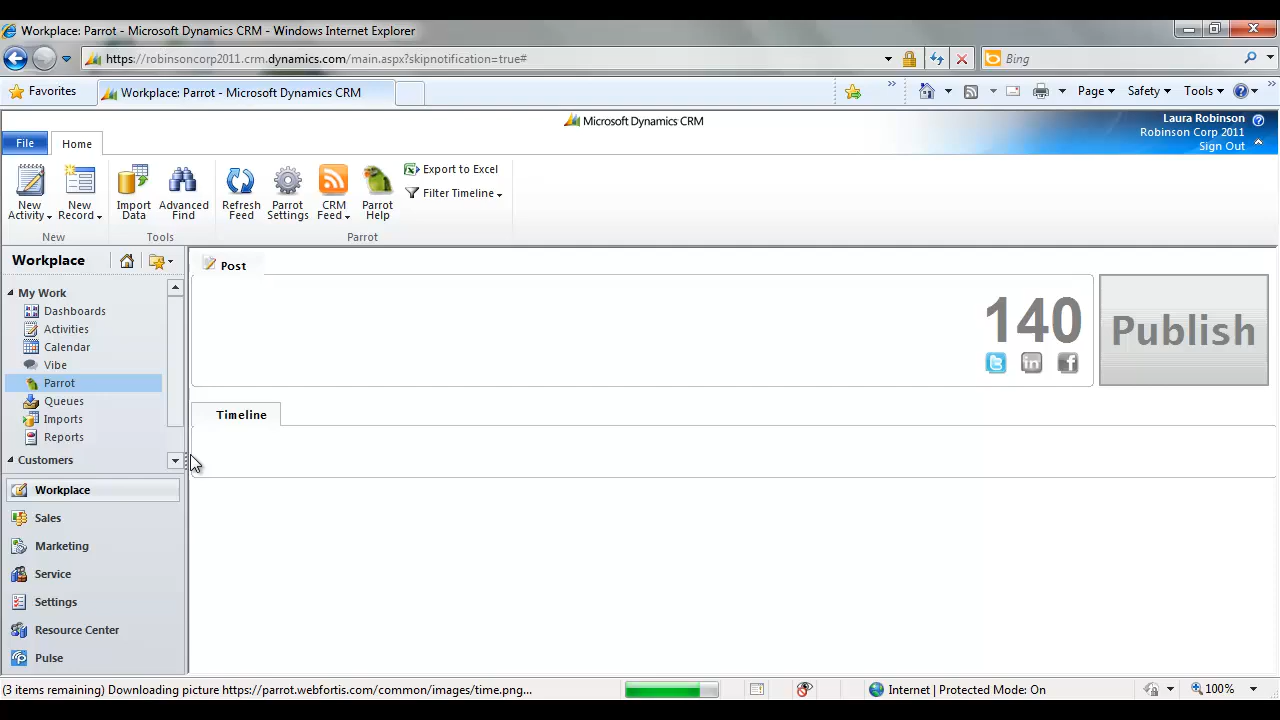 Workplace: Parrot - Microsoft Dynamics CRM - Windows Internet Explorer
https://robinsoncorp2011.crm.dynamics.com/main.aspx?skipnotification=true#
Bing
Favorites
Workplace: Parrot - Microsoft Dynamics CRM
Page
Safety
Tools
Microsoft Dynamics CRM
Laura Robinson
Robinson Corp 2011
Sign Out
File
Home
New Activity
New Record
Import Data
Advanced Find
Refresh Feed
Parrot Settings
CRM Feed
Parrot Help
Export to Excel
Filter Timeline
New
Tools
Parrot
Workplace
My Work
Dashboards
Activities
Calendar
Vibe
Parrot
Queues
Imports
Reports
Customers
Workplace
Sales
Marketing
Service
Settings
Resource Center
Pulse
Post
140
in
f
Publish
Timeline
(3 items remaining) Downloading picture https://parrot.webfortis.com/common/images/time.png...
Internet | Protected Mode: On
100%